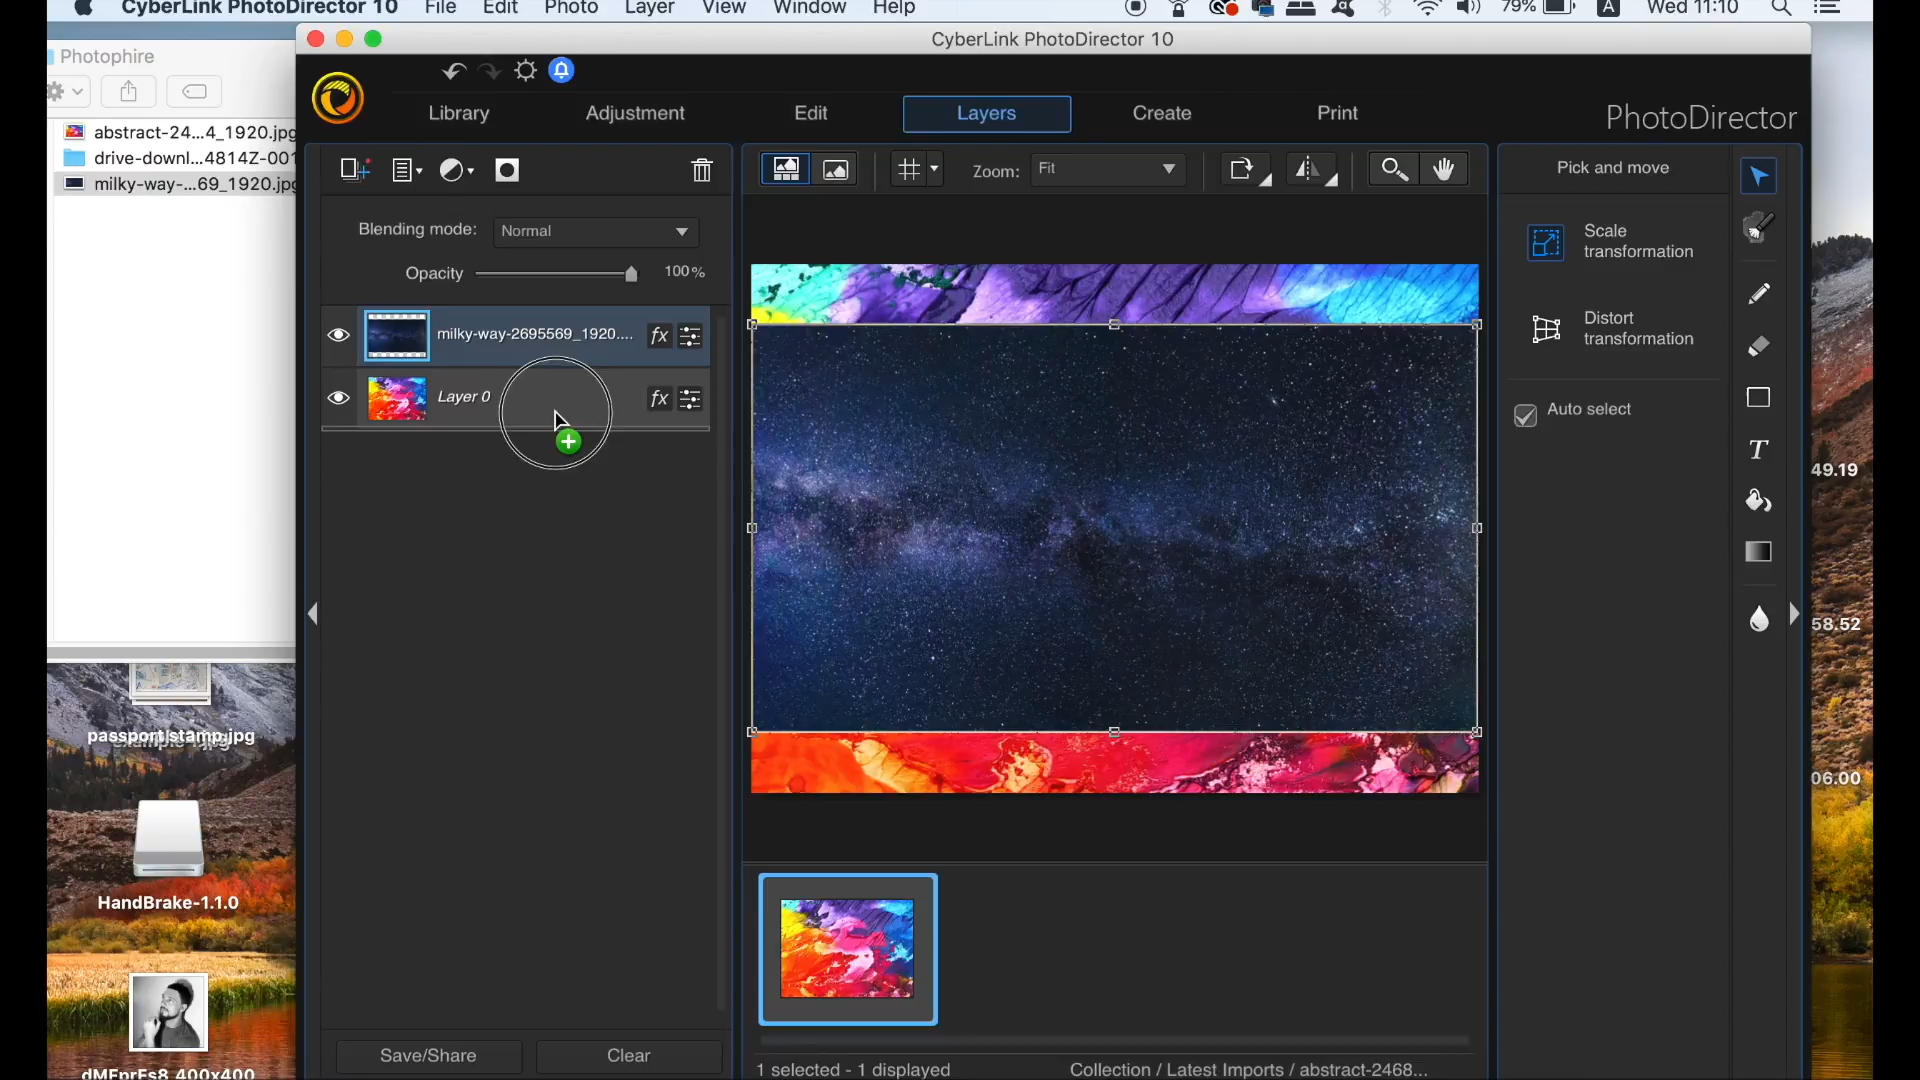 CyberLink PhotoDirector 10 File Edit Photo Layer View Window Help 79% A Wed 11:10
Photophire
CyberLink PhotoDirector 10
Library Adjustment Edit Layers Create Print
PhotoDirector
abstract-24...4_1920.jpg
drive-downl...4814Z-001
milky-way-...69_1920.jpg
Zoom: Fit
Pick and move
Blending mode: Normal
Opacity 100%
Scale
transformation
Distort
transformation
milky-way-2695569_1920.... fx
Layer 0 fx
Auto select
T
49.19
58.52
06.00
passport stamp.jpg
HandBrake-1.1.0
dMEprEs8_400x400
Save/Share Clear
1 selected - 1 displayed
Collection / Latest Imports / abstract-2468...